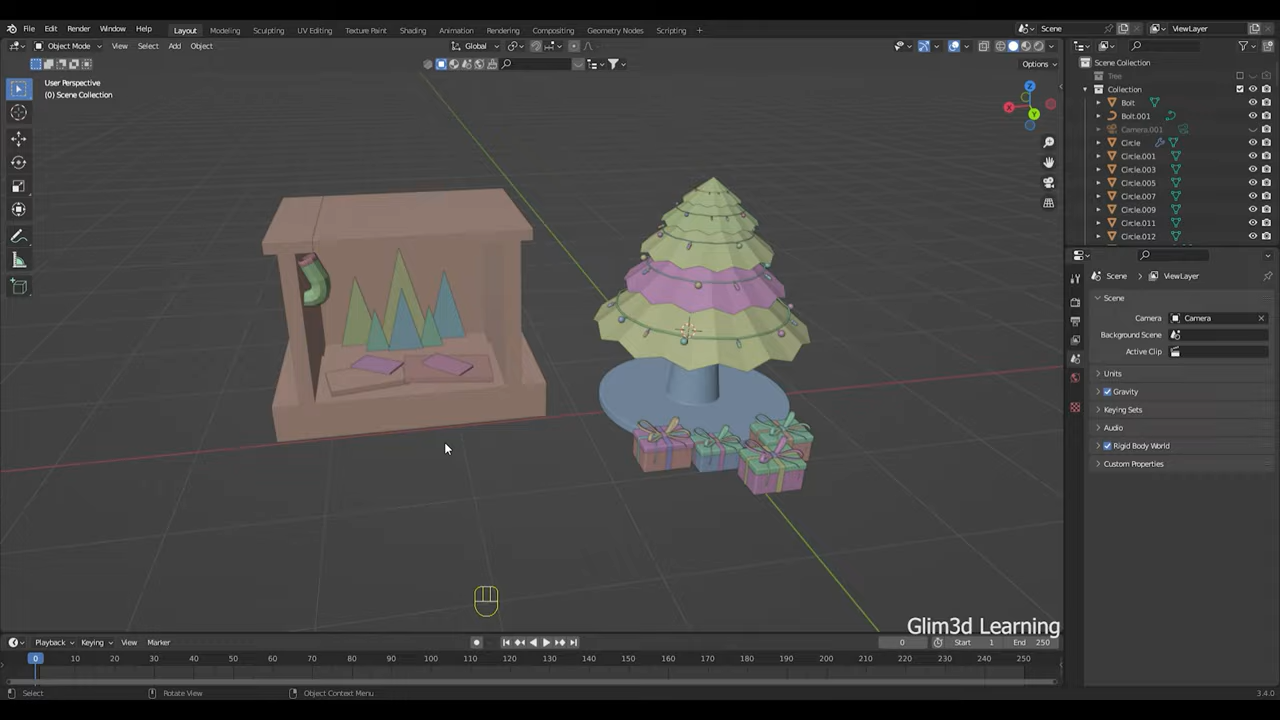 File Edit Render Window Help
Layout Modeling Sculpting UV Editing Texture Paint Shading Animation Rendering Compositing Geometry Nodes Scripting +
Scene
ViewLayer
Object Mode View Select Add Object
Global
Options
User Perspective
(0) Scene Collection
X
Y
Z
Scene Collection
Tree
Collection
Bolt
Bolt.001
Camera.001
Circle
Circle.001
Circle.003
Circle.005
Circle.007
Circle.009
Circle.011
Circle.012
Scene
ViewLayer
Scene
Camera
Camera
Background Scene
Active Clip
Units
Gravity
Keying Sets
Audio
Rigid Body World
Custom Properties
Glim3d Learning
Playback Keying View Marker
0
Start 1
End 250
0 10 20 30 40 50 60 70 80 90 100 110 120 130 140 150 160 170 180 190 200 210 220 230 240 250
Select
Rotate View
Object Context Menu
3.4.0